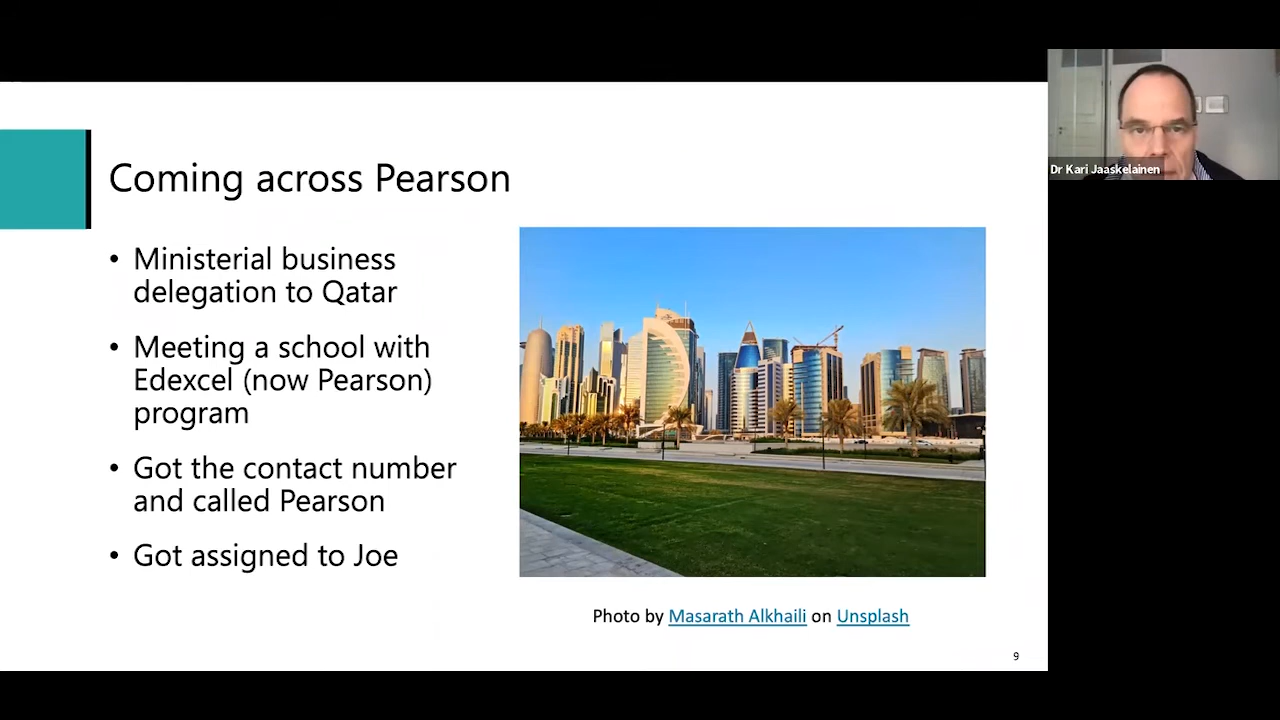 Dr Kari Jaaskelainen
Coming across Pearson
• Ministerial business
delegation to Qatar
• Meeting a school with
Edexcel (now Pearson)
program
• Got the contact number
and called Pearson
• Got assigned to Joe
Photo by Masarath Alkhaili on Unsplash
9